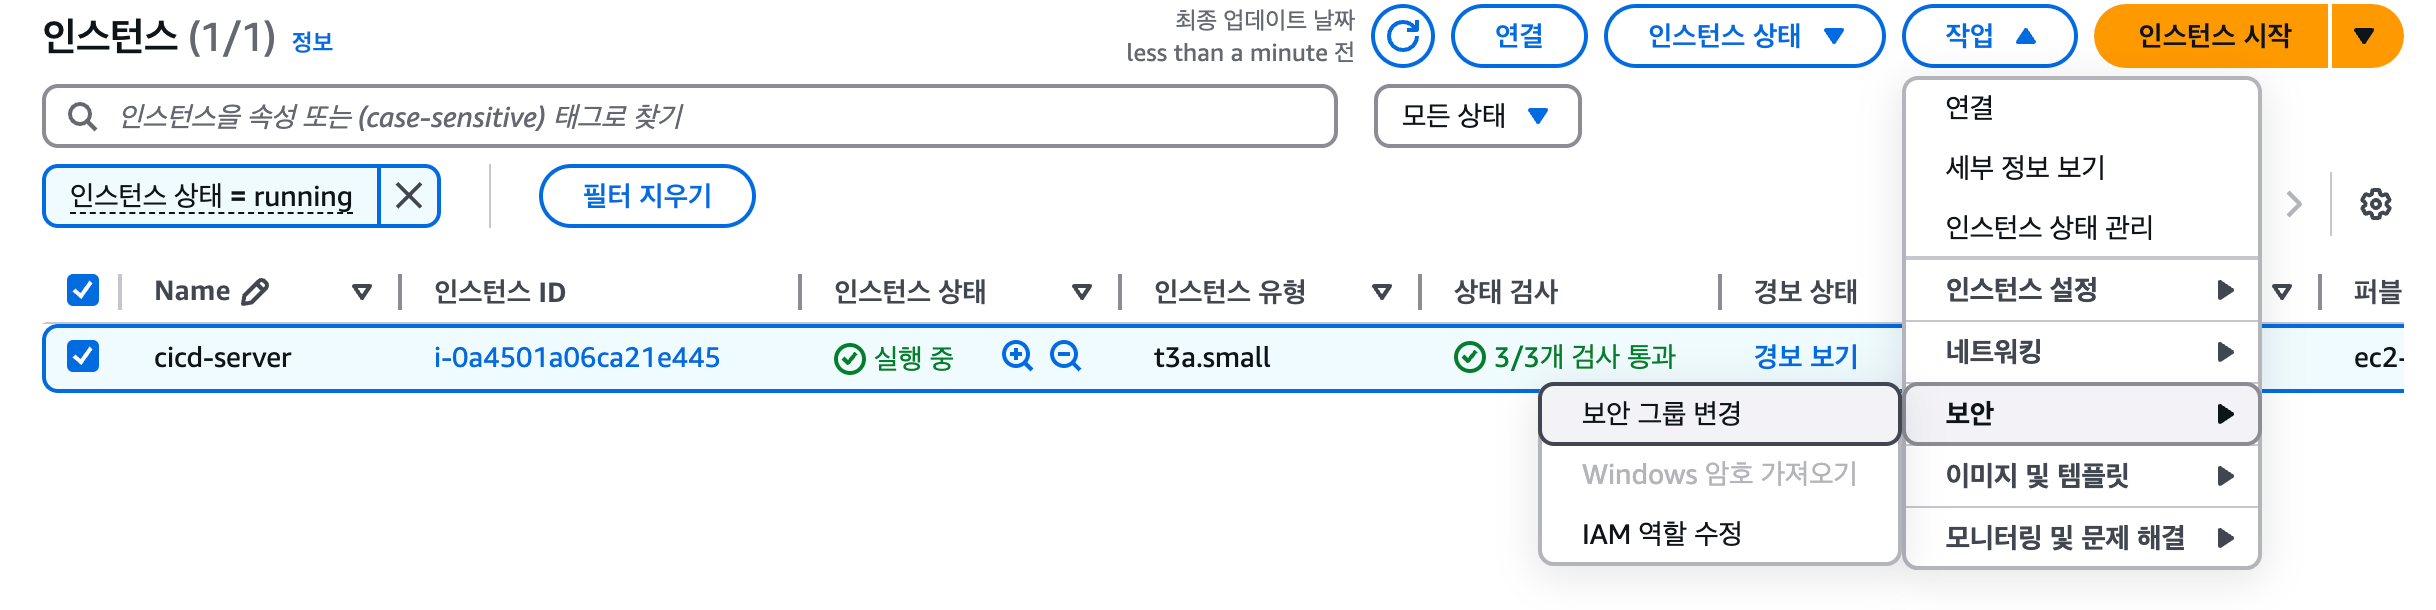 인스턴스 (1/1) 정보
최종 업데이트 날짜
less than a minute 전
연결
인스턴스 상태
작업
인스턴스 시작
인스턴스을 속성 또는 (case-sensitive) 태그로 찾기
모든 상태
인스턴스 상태 = running
필터 지우기
Name
인스턴스 ID
인스턴스 상태
인스턴스 유형
상태 검사
경보 상태
퍼블
cicd-server
i-0a4501a06ca21e445
실행 중
t3a.small
3/3개 검사 통과
경보 보기
ec2-
연결
세부 정보 보기
인스턴스 상태 관리
인스턴스 설정
네트워킹
보안
이미지 및 템플릿
모니터링 및 문제 해결
보안 그룹 변경
Windows 암호 가져오기
IAM 역할 수정